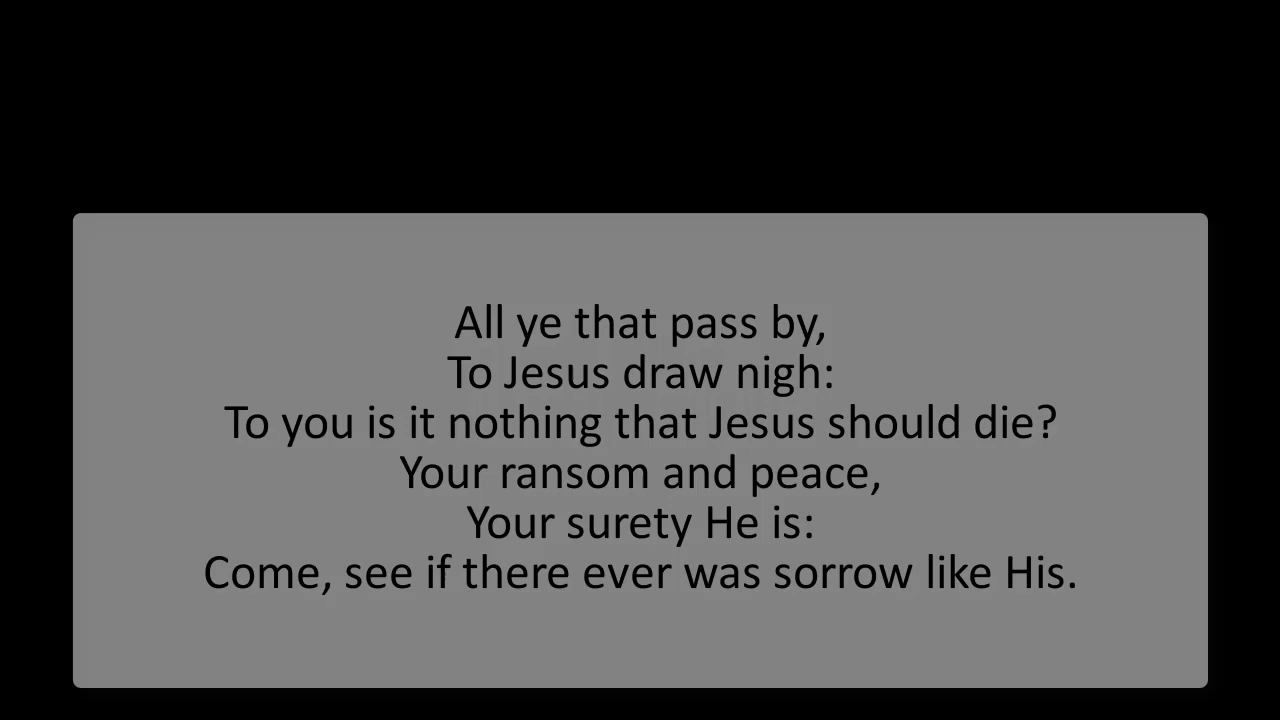 All ye that pass by,
To Jesus draw nigh:
To you is it nothing that Jesus should die?
Your ransom and peace,
Your surety He is:
Come, see if there ever was sorrow like His.